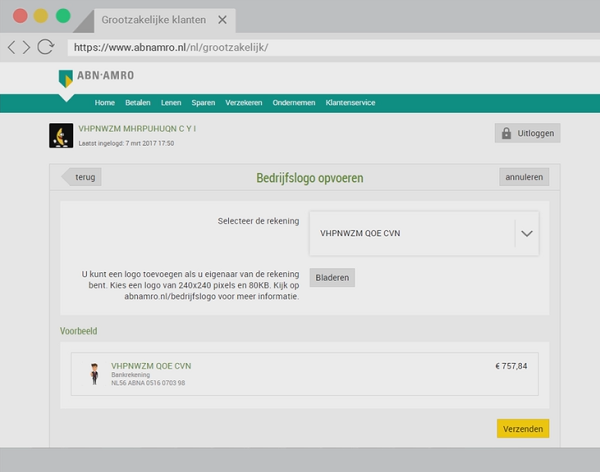 Grootzakelijke klanten
https://www.abnamro.nl/nl/grootzakelijk/
ABN·AMRO
Home Betalen Lenen Sparen Verzekeren Ondernemen Klantenservice
VHPNWZM MHRPUHUQN C Y I
Laatst ingelogd: 7 mrt 2017 17:50
Uitloggen
terug
Bedrijfslogo opvoeren
annuleren
Selecteer de rekening
VHPNWZM QOE CVN
U kunt een logo toevoegen als u eigenaar van de rekening
bent. Kies een logo van 240x240 pixels en 80KB. Kijk op
abnamro.nl/bedrijfslogo voor meer informatie.
Bladeren
Voorbeeld
VHPNWZM QOE CVN
€ 757,84
Bankrekening
NL56 ABNA 0516 0703 98
Verzenden